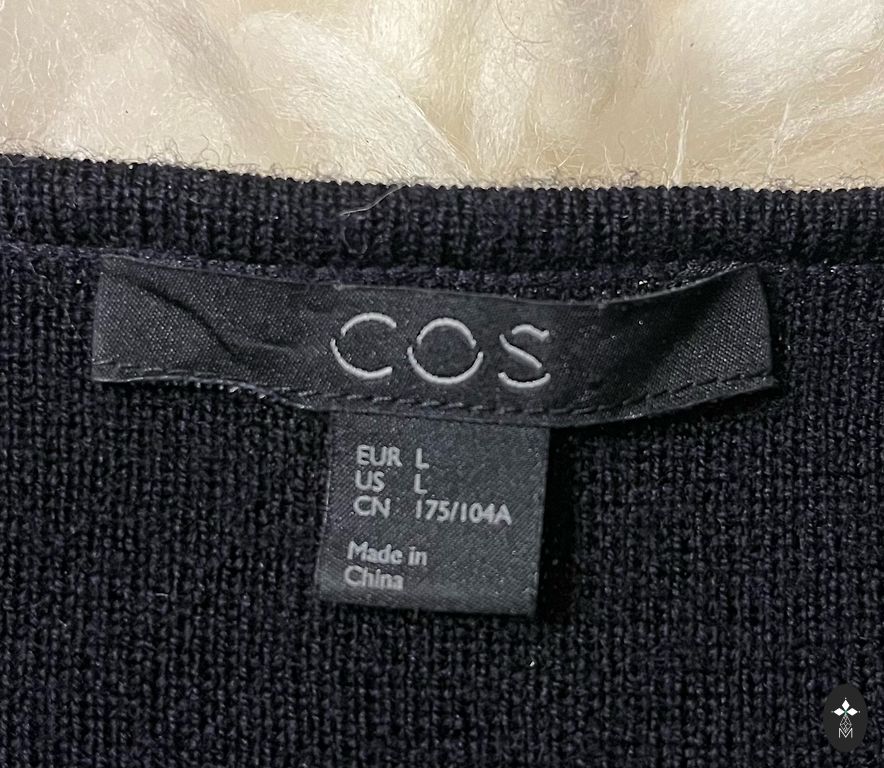 COS
EUR L
US L
CN 175/104A
Made in
China
M